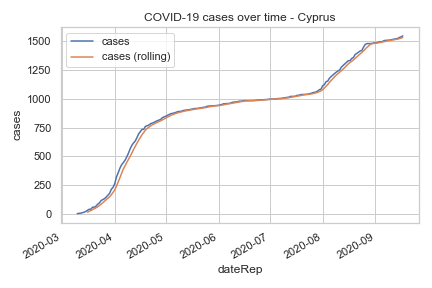 COVID-19 cases over time - Cyprus
cases
cases (rolling)
1500
1250
1000
750
500
250
0
cases
2020-03
2020-04
2020-05
2020-06
2020-07
2020-08
2020-09
dateRep